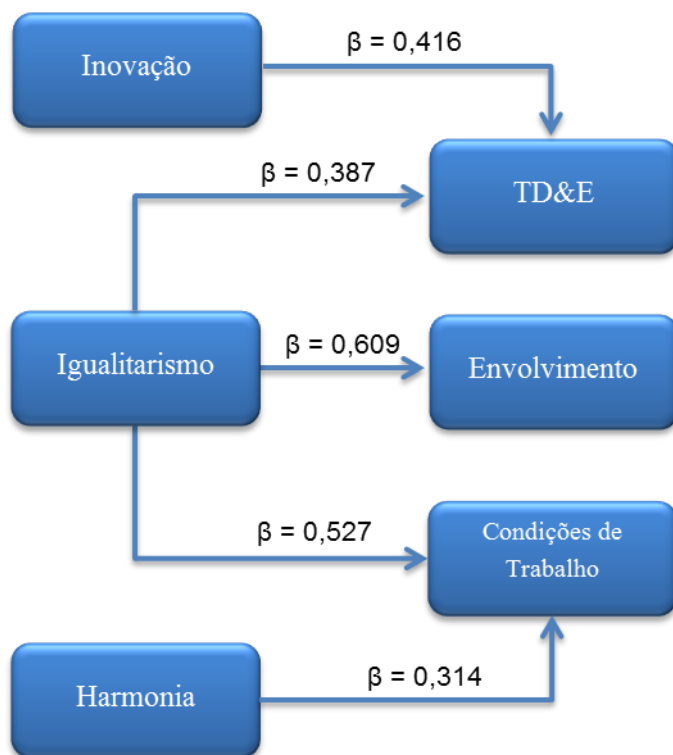 Inovação
β = 0,416
TD&E
β = 0,387
Igualitarismo
β = 0,609
Envolvimento
β = 0,527
Condições de
Trabalho
Harmonia
β = 0,314